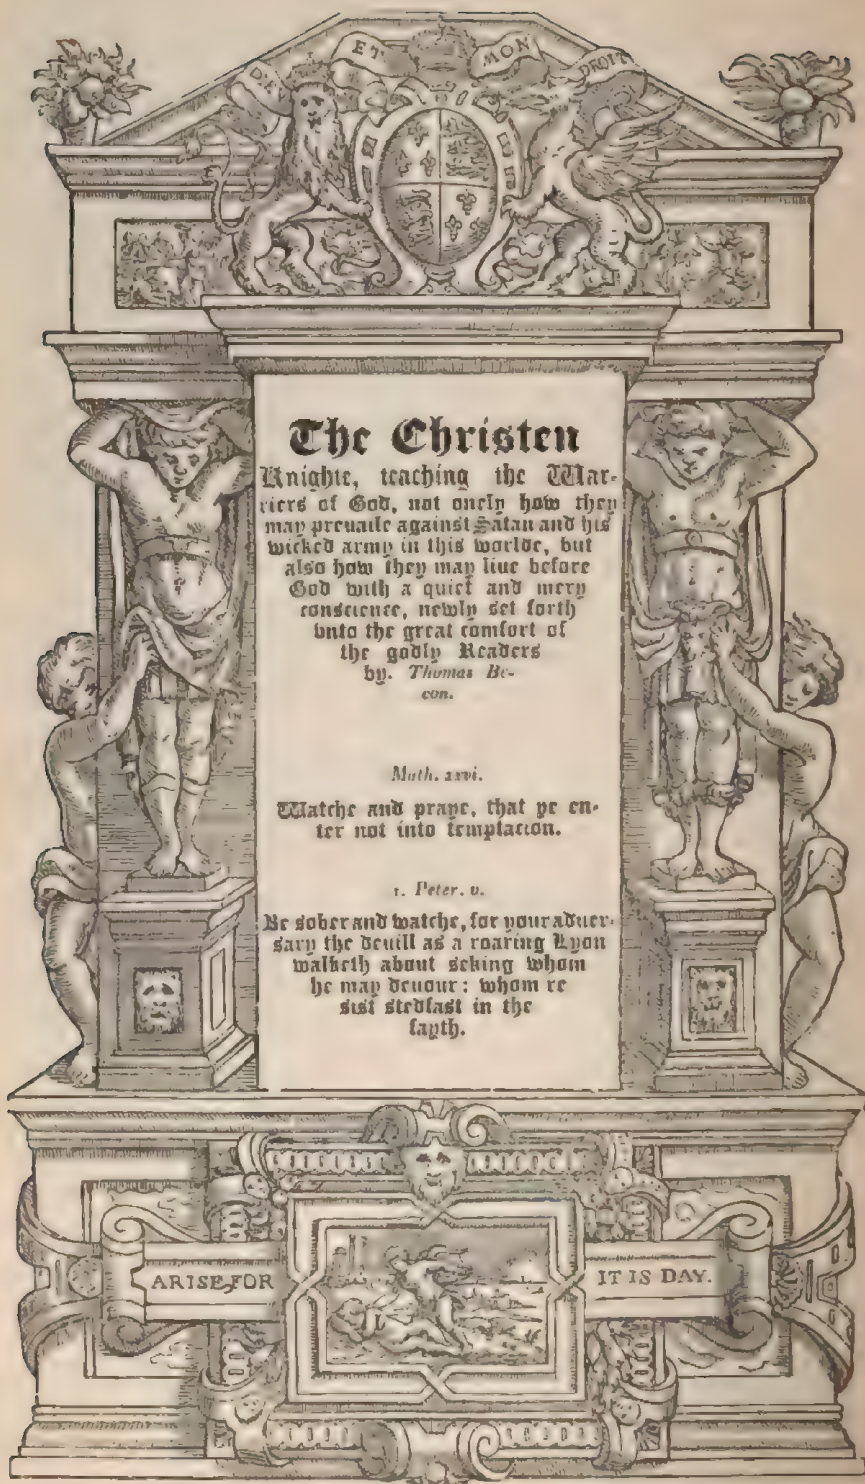 DE ET MON DROIT
The Christen
Knighte, teaching the War-
riers of God, not onely how they
may preuaile against Satan and his
wicked army in this worlde, but
also how they may liue before
God with a quiet and mery
conscience, newly set forth
vnto the great comfort of
the godly Readers
by. Thomas Be-
con.
Math. xxvi.
Watche and praye, that ye en-
ter not into temptacion.
1. Peter. v.
Be sober and watche, for your aduer-
sary the deuill as a roaring Lyon
walketh about seking whom
he may deuour: whom re
sist stedfast in the
fayth.
ARISE, FOR IT IS DAY.